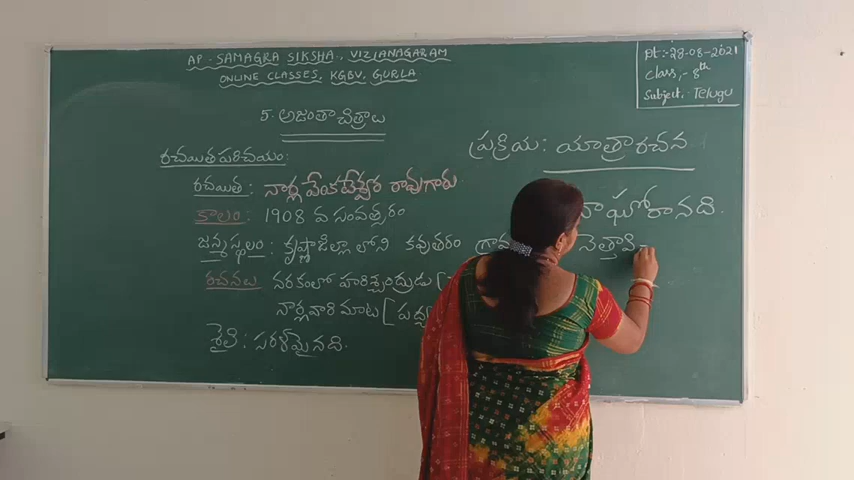 AP. SAMAGRA SIKSHA., VIZIANAGARAM
ONLINE CLASSES, KGBV, GURLA
Dt:-28-08-2021
Class,- 8th
Subject,- Telugu
5. అజంతా చిత్రాలు
ప్రక్రియ: యాత్రా రచన
రచయిత పరిచయం:
రచయిత: నార్ల వేంకటేశ్వర రావుగారు
కాలం: 1908 వ సంవత్సరం
జన్మస్థలం: కృష్ణాజిల్లా లోని కవుతరం
రచనలు నరకంలో హరిశ్చంద్రుడు [
నార్లవారి మాట [
శైలి: సరళమైనది.
ఘోరా నది.